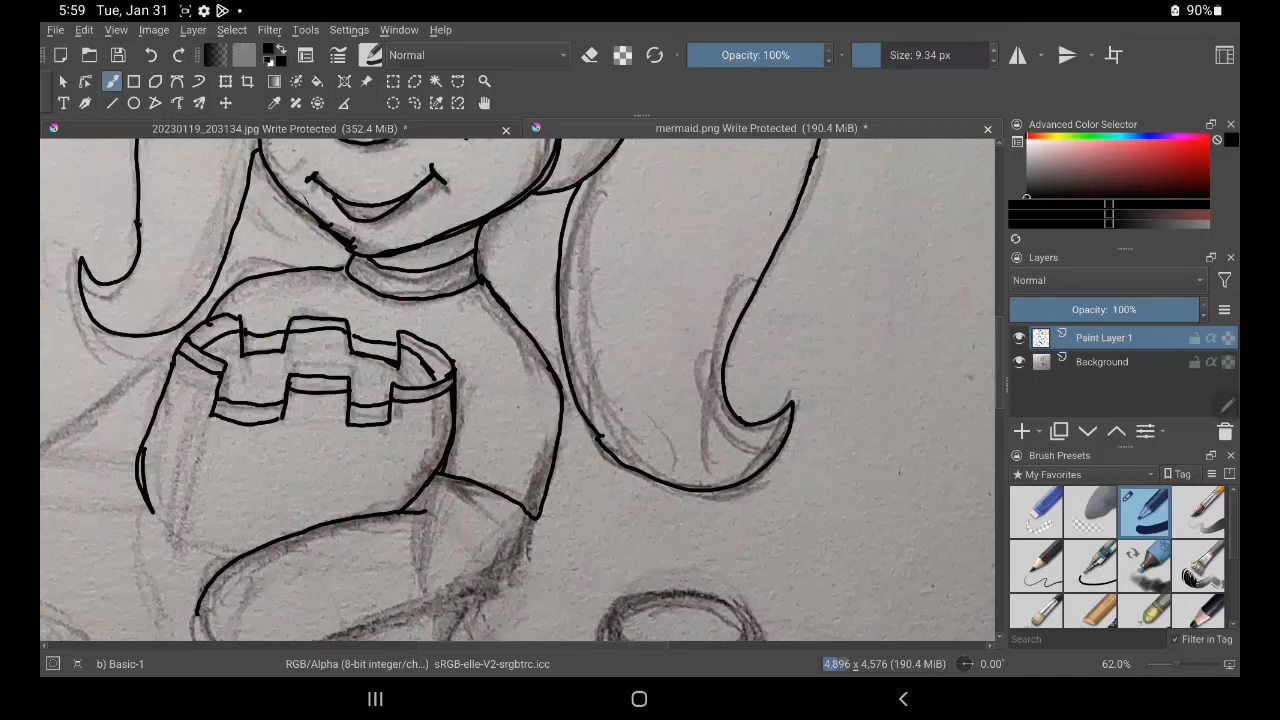 5:59 Tue, Jan 31 90%
File Edit View Image Layer Select Filter Tools Settings Window Help
Normal Opacity: 100% Size: 9.34 px
20230119_203134.jpg Write Protected (352.4 MiB) * mermaid.png Write Protected (190.4 MiB) *
Advanced Color Selector
Layers
Normal
Opacity: 100%
Paint Layer 1
Background
Brush Presets
★ My Favorites Tag
Search Filter in Tag
b) Basic-1 RGB/Alpha (8-bit integer/ch...) sRGB-elle-V2-srgbtrc.icc 4,896 x 4,576 (190.4 MiB) 0.00° 62.0%